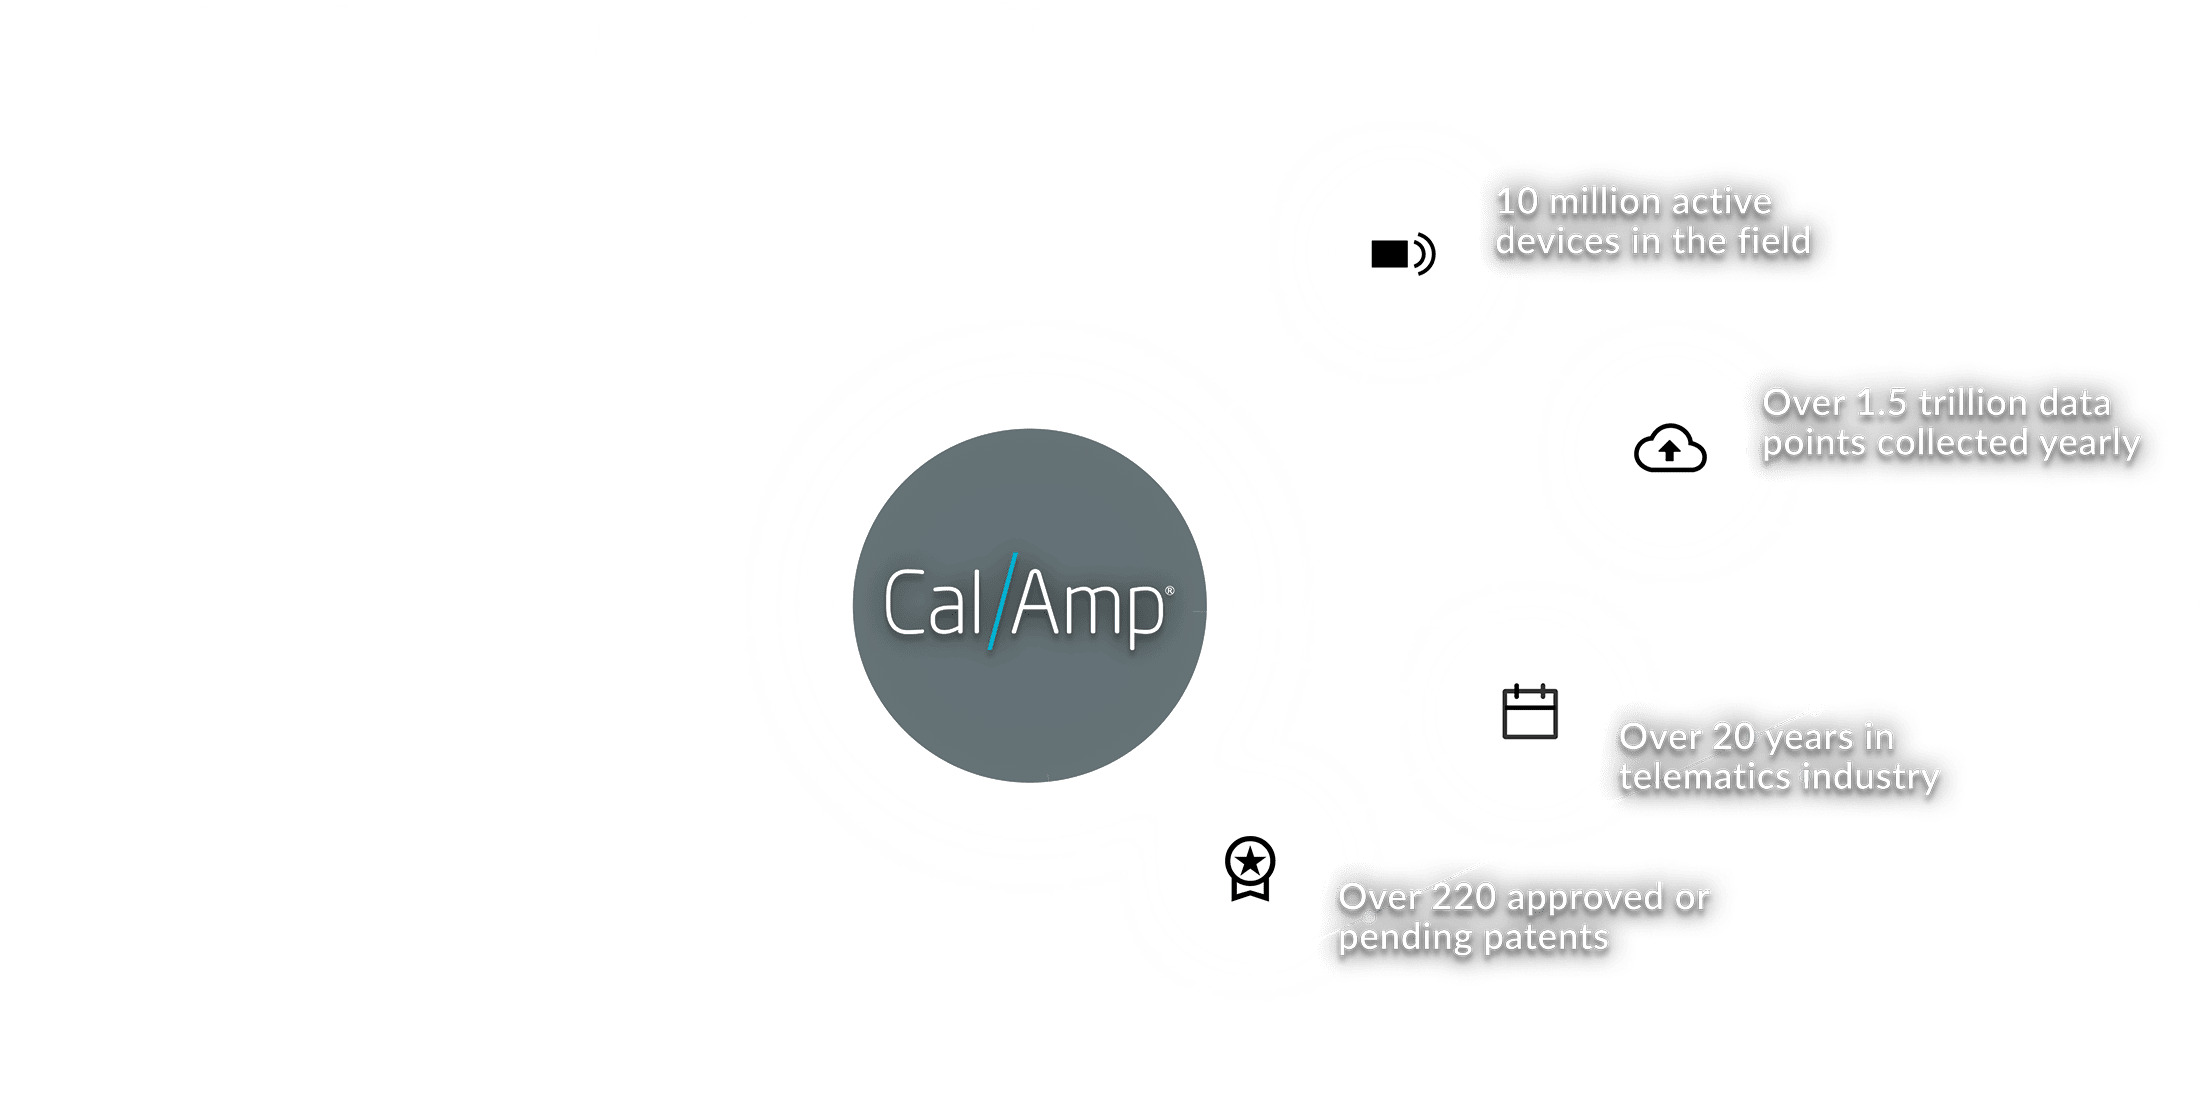 10 million active
devices in the field
Over 1.5 trillion data
points collected yearly
Cal/Amp®
Over 20 years in
telematics industry
Over 220 approved or
pending patents